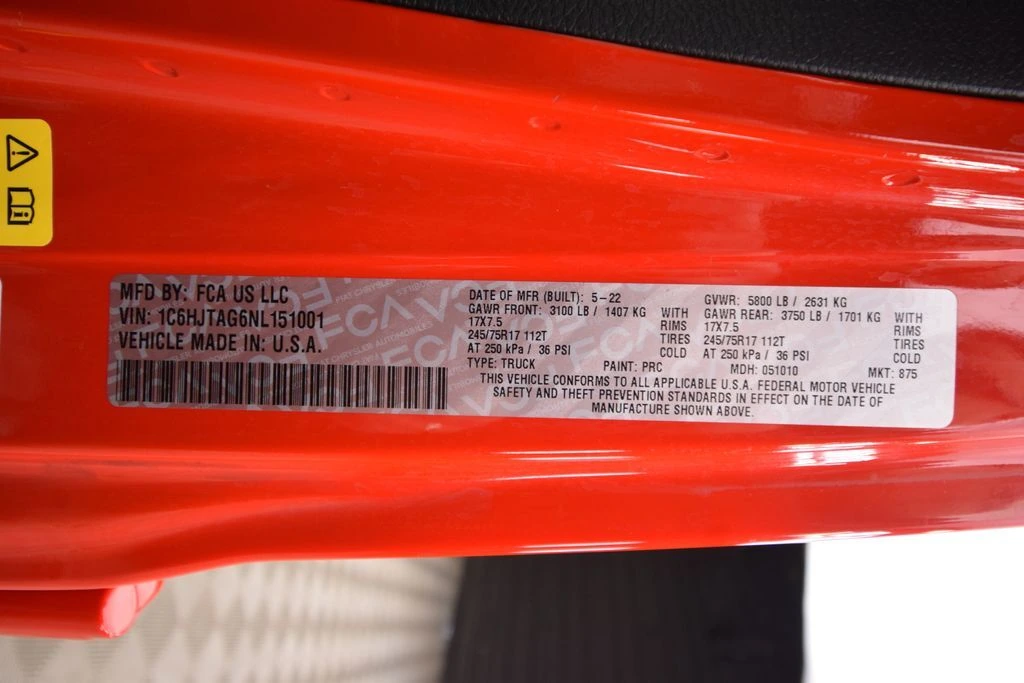 MFD BY: FCA US LLC
VIN: 1C6HJTAG6NL151001
VEHICLE MADE IN: U.S.A.
DATE OF MFR (BUILT): 5-22
GAWR FRONT: 3100 LB / 1407 KG WITH
17X7.5 RIMS
245/75R17 112T TIRES
AT 250 kPa / 36 PSI COLD
TYPE: TRUCK PAINT: PRC
GVWR: 5800 LB / 2631 KG
GAWR REAR: 3750 LB / 1701 KG WITH
17X7.5 RIMS
245/75R17 112T TIRES
AT 250 kPa / 36 PSI COLD
MDH: 051010 MKT: 875
THIS VEHICLE CONFORMS TO ALL APPLICABLE U.S.A. FEDERAL MOTOR VEHICLE
SAFETY AND THEFT PREVENTION STANDARDS IN EFFECT ON THE DATE OF
MANUFACTURE SHOWN ABOVE.